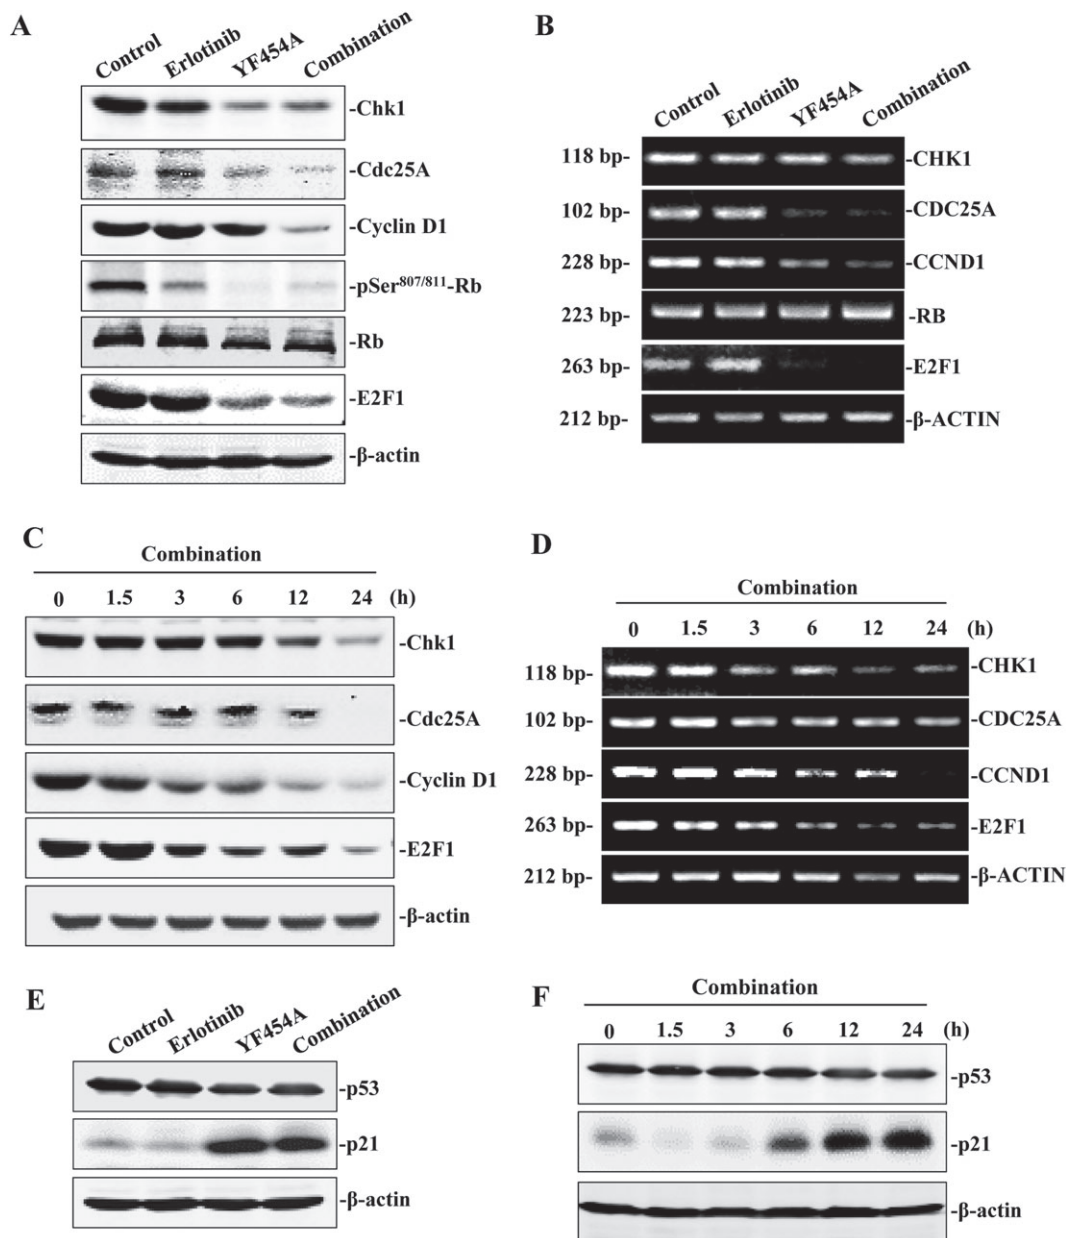 A
Control Erlotinib YF454A Combination
-Chk1
-Cdc25A
-Cyclin D1
-pSer807/811-Rb
-Rb
-E2F1
-β-actin
B
Control Erlotinib YF454A Combination
118 bp- -CHK1
102 bp- -CDC25A
228 bp- -CCND1
223 bp- -RB
263 bp- -E2F1
212 bp- -β-ACTIN
C
Combination
0 1.5 3 6 12 24 (h)
-Chk1
-Cdc25A
-Cyclin D1
-E2F1
-β-actin
D
Combination
0 1.5 3 6 12 24 (h)
118 bp- -CHK1
102 bp- -CDC25A
228 bp- -CCND1
263 bp- -E2F1
212 bp- -β-ACTIN
E
Control Erlotinib YF454A Combination
-p53
-p21
-β-actin
F
Combination
0 1.5 3 6 12 24 (h)
-p53
-p21
-β-actin